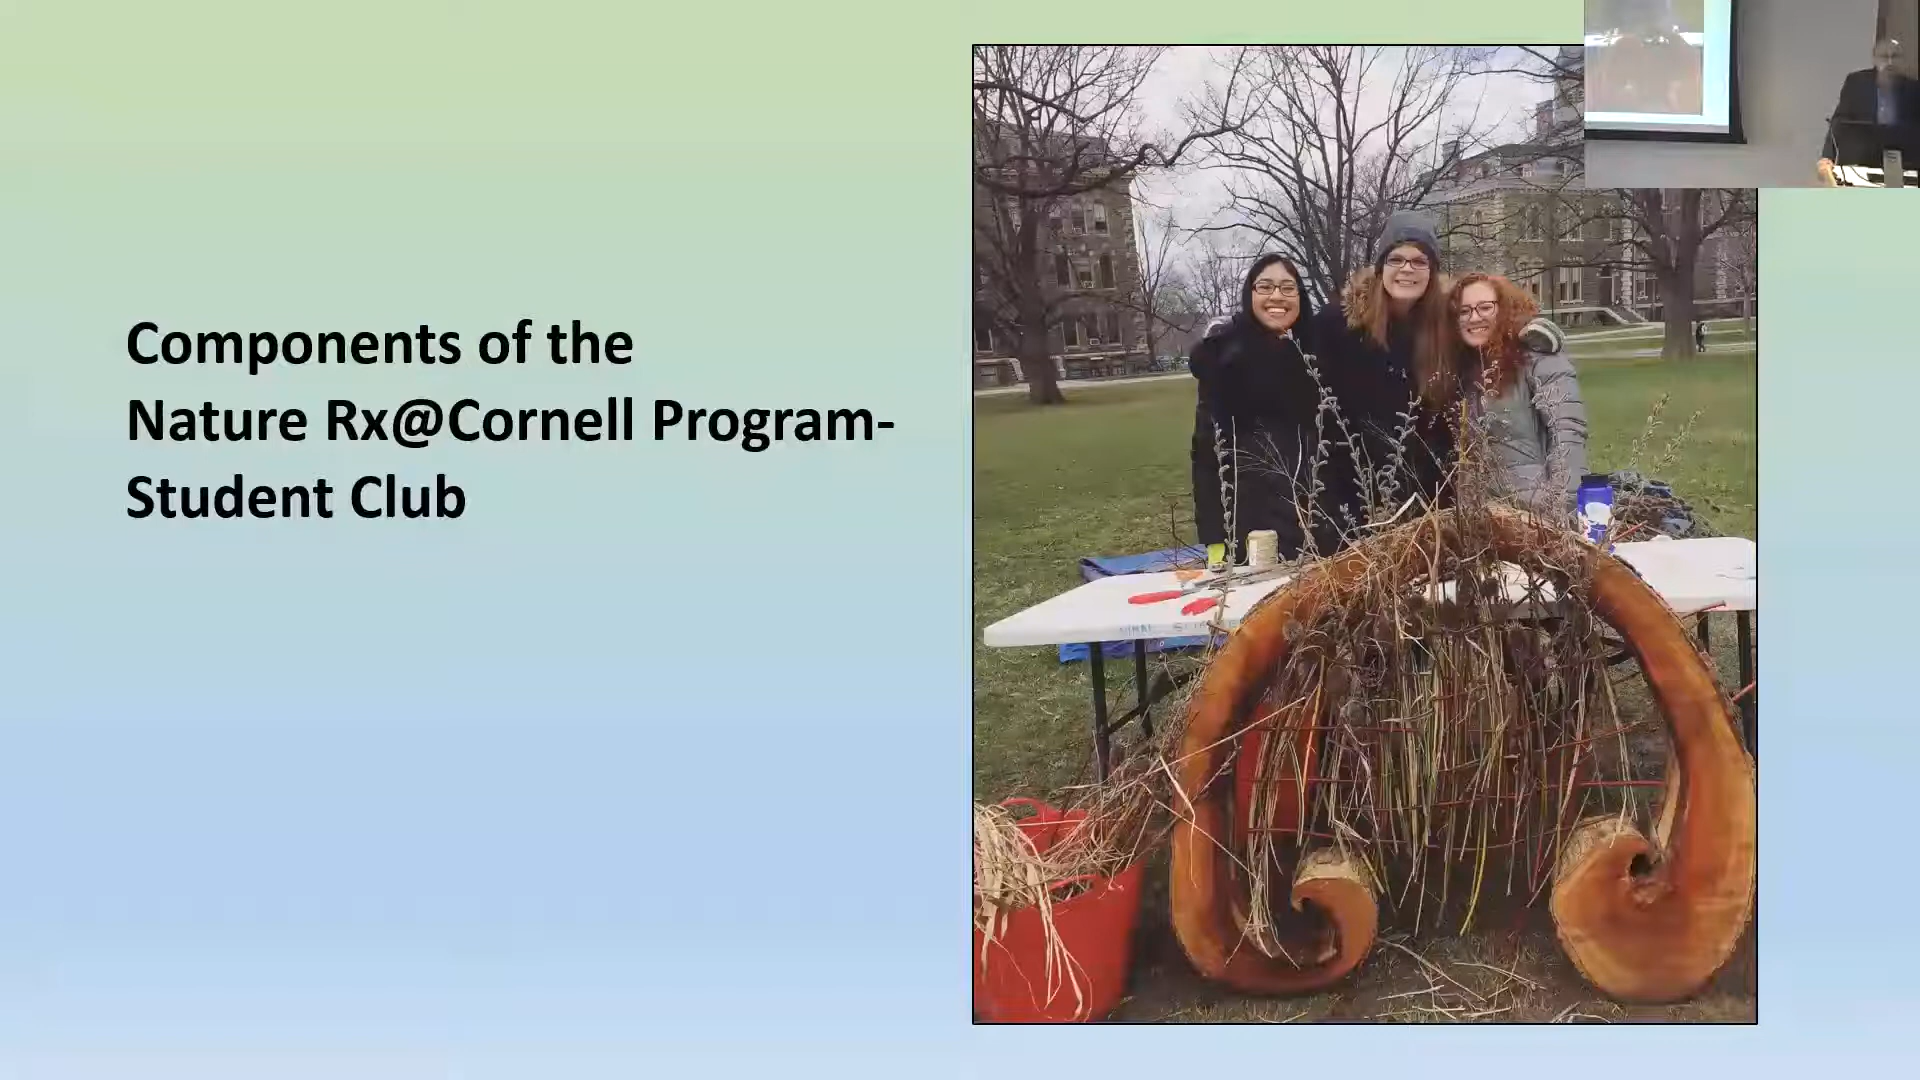 Components of the
Nature Rx@Cornell Program-
Student Club